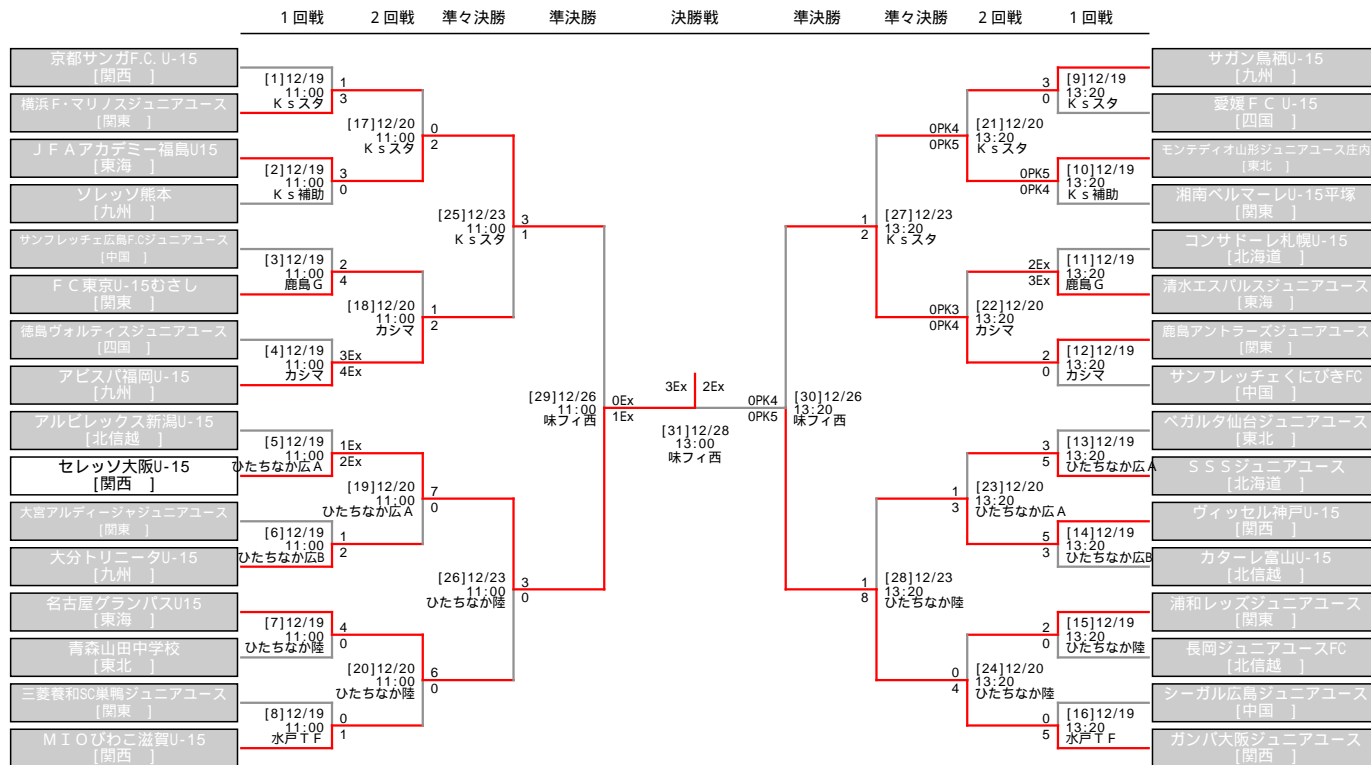 1回戦 2回戦 準々決勝 準決勝 決勝戦 準決勝 準々決勝 2回戦 1回戦
京都サンガF.C. U-15
[関西 ]
横浜F・マリノスジュニアユース
[関東 ]
JFAアカデミー福島U15
[東海 ]
ソレッソ熊本
[九州 ]
サンフレッチェ広島F.Cジュニアユース
[中国 ]
FC東京U-15むさし
[関東 ]
徳島ヴォルティスジュニアユース
[四国 ]
アビスパ福岡U-15
[九州 ]
アルビレックス新潟U-15
[北信越 ]
セレッソ大阪U-15
[関西 ]
大宮アルディージャジュニアユース
[関東 ]
大分トリニータU-15
[九州 ]
名古屋グランパスU15
[東海 ]
青森山田中学校
[東北 ]
三菱養和SC巣鴨ジュニアユース
[関東 ]
MIOびわこ滋賀U-15
[関西 ]
[1]12/19
11:00
Ksスタ
1
3
[2]12/19
11:00
Ks補助
3
0
[3]12/19
11:00
鹿島G
2
4
[4]12/19
11:00
カシマ
3Ex
4Ex
[5]12/19
11:00
ひたちなか広A
1Ex
2Ex
[6]12/19
11:00
ひたちなか広B
1
2
[7]12/19
11:00
ひたちなか陸
4
0
[8]12/19
11:00
水戸TF
0
1
[17]12/20
11:00
Ksスタ
0
2
[18]12/20
11:00
カシマ
1
2
[19]12/20
11:00
ひたちなか広A
7
0
[20]12/20
11:00
ひたちなか陸
6
0
[25]12/23
11:00
Ksスタ
3
1
[26]12/23
11:00
ひたちなか陸
3
0
[29]12/26
11:00
味フィ西
0Ex
1Ex
3Ex 2Ex
[31]12/28
13:00
味フィ西
0PK4
0PK5
[30]12/26
13:20
味フィ西
1
2
[27]12/23
13:20
Ksスタ
1
8
[28]12/23
13:20
ひたちなか陸
0PK4
0PK5
[21]12/20
13:20
Ksスタ
0PK3
0PK4
[22]12/20
13:20
カシマ
1
3
[23]12/20
13:20
ひたちなか広A
0
4
[24]12/20
13:20
ひたちなか陸
3
0
[9]12/19
13:20
Ksスタ
0PK5
0PK4
[10]12/19
13:20
Ks補助
2Ex
3Ex
[11]12/19
13:20
鹿島G
2
0
[12]12/19
13:20
カシマ
3
5
[13]12/19
13:20
ひたちなか広A
5
3
[14]12/19
13:20
ひたちなか広B
2
0
[15]12/19
13:20
ひたちなか陸
0
5
[16]12/19
13:20
水戸TF
サガン鳥栖U-15
[九州 ]
愛媛FC U-15
[四国 ]
モンテディオ山形ジュニアユース庄内
[東北 ]
湘南ベルマーレU-15平塚
[関東 ]
コンサドーレ札幌U-15
[北海道 ]
清水エスパルスジュニアユース
[東海 ]
鹿島アントラーズジュニアユース
[関東 ]
サンフレッチェくにびきFC
[中国 ]
ベガルタ仙台ジュニアユース
[東北 ]
SSSジュニアユース
[北海道 ]
ヴィッセル神戸U-15
[関西 ]
カターレ富山U-15
[北信越 ]
浦和レッズジュニアユース
[関東 ]
長岡ジュニアユースFC
[北信越 ]
シーガル広島ジュニアユース
[中国 ]
ガンバ大阪ジュニアユース
[関西 ]